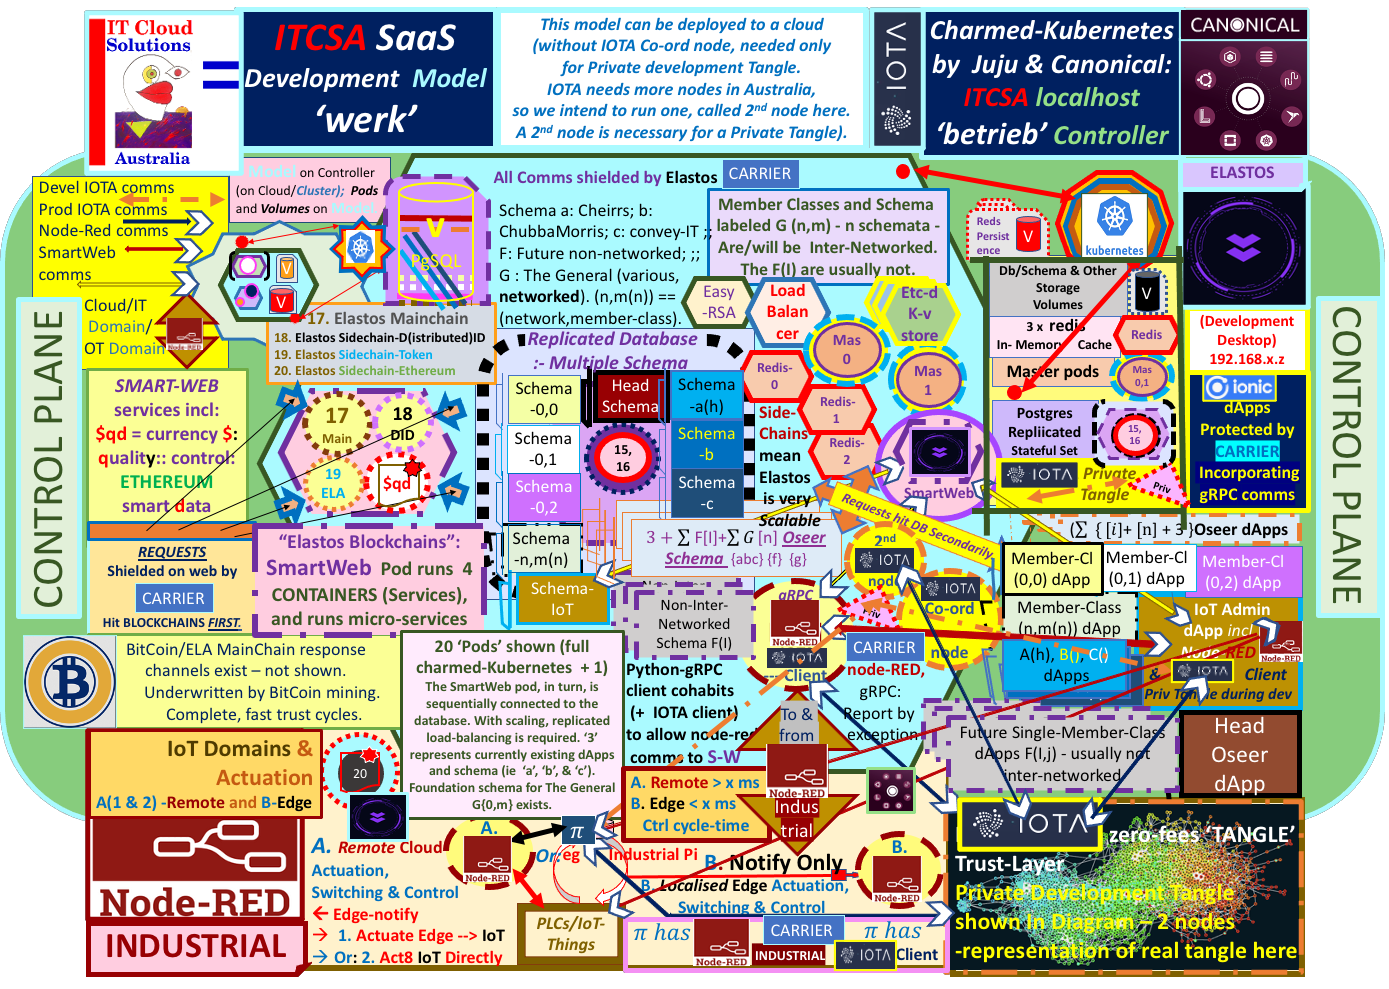 IT Cloud
Solutions
Australia
ITCSA SaaS
Development Model
‘werk’
This model can be deployed to a cloud
(without IOTA Co-ord node, needed only
for Private development Tangle.
IOTA needs more nodes in Australia,
so we intend to run one, called 2nd node here.
A 2nd node is necessary for a Private Tangle).
IOTA
Charmed-Kubernetes
by Juju & Canonical:
ITCSA localhost
‘betrieb’ Controller
CANONICAL
CONTROL PLANE
Devel IOTA comms
Prod IOTA comms
Node-Red comms
SmartWeb
comms
Cloud/IT
Domain/
OT Domain
Node-RED
Model on Controller
(on Cloud/Cluster); Pods
and Volumes on Model
V
V
V
PgSQL
All Comms shielded by Elastos
CARRIER
Schema a: Cheirrs; b:
ChubbaMorris; c: convey-IT ;;
F: Future non-networked; ;;
G : The General (various,
networked). (n,m(n)) ==
(network,member-class).
Member Classes and Schema
labeled G (n,m) - n schemata -
Are/will be Inter-Networked.
The F(I) are usually not.
Easy
-RSA
Load
Balan
cer
Etc-d
K-v
store
Mas
0
Mas
1
Redis-
0
Redis-
1
Redis-
2
Reds
Persist
ence
V
kubernetes
ELASTOS
Db/Schema & Other
Storage
Volumes
V
3 x redis
In- Memory Cache
Redis
Master pods
Mas
0,1
Postgres
Repliicated
Stateful Set
15,
16
IOTA
Private
Tangle
Priv
(Development
Desktop)
192.168.x.z
ionic
dApps
Protected by
CARRIER
Incorporating
gRPC comms
CONTROL PLANE
17. Elastos Mainchain
18. Elastos Sidechain-D(istributed)ID
19. Elastos Sidechain-Token
20. Elastos Sidechain-Ethereum
SMART-WEB
services incl:
$qd = currency $:
quality:: control:
ETHEREUM
smart data
17
Main
18
DID
19
ELA
$qd
REQUESTS
Shielded on web by
CARRIER
Hit BLOCKCHAINS FIRST.
“Elastos Blockchains”:
SmartWeb Pod runs 4
CONTAINERS (Services),
and runs micro-services
Replicated Database
:- Multiple Schema
Schema
-0,0
Head
Schema
Schema
-a(h)
Schema
-0,1
15,
16
Schema
-b
Schema
-0,2
Schema
-c
Schema
-n,m(n)
Schema-
IoT
3 + ∑ F[I]+∑ G [n] Oseer
Schema {abc} {f} {g}
Side-
Chains
mean
Elastos
is very
Scalable
SmartWeb
Requests hit DB Secondarily
2nd
IOTA
node
IOTA
Co-ord
node
Priv
gRPC
Node-RED
IOTA
Client
Non-Inter-
Networked
Schema F(I)
CARRIER
node-RED,
gRPC:
Report by
exception
Python-gRPC
client cohabits
(+ IOTA client)
to allow node-red
comms to S-W
To &
from
Node-RED
Indus
trial
(∑ { [i]+ [n] + 3 }Oseer dApps
Member-Cl
(0,0) dApp
Member-Cl
(0,1) dApp
Member-Cl
(0,2) dApp
Member-Class
(n,m(n)) dApp
A(h), B(), C()
dApps
IoT Admin
dApp incl
Node-RED
Node-RED
IOTA
& Client
Priv Tangle during dev
Future Single-Member-Class
dApps F(I,j) - usually not
inter-networked
Head
Oseer
dApp
BitCoin/ELA MainChain response
channels exist – not shown.
Underwritten by BitCoin mining.
Complete, fast trust cycles.
20 ‘Pods’ shown (full
charmed-Kubernetes + 1)
The SmartWeb pod, in turn, is
sequentially connected to the
database. With scaling, replicated
load-balancing is required. ‘3’
represents currently existing dApps
and schema (ie ‘a’, ‘b’, & ‘c’).
Foundation schema for The General
G{0,m} exists.
IoT Domains &
Actuation
A(1 & 2) -Remote and B-Edge
20
Node-RED
INDUSTRIAL
A. Remote Cloud
Actuation,
Switching & Control
← Edge-notify
→ 1. Actuate Edge --> IoT
→ Or: 2. Act8 IoT Directly
A.
Node-RED
π
Or: eg Industrial Pi
PLCs/IoT-
Things
A. Remote > x ms
B. Edge < x ms
Ctrl cycle-time
B. Notify Only
B. Localised Edge Actuation,
Switching & Control
B.
Node-RED
π has
Node-RED
INDUSTRIAL
CARRIER
π has
IOTA
Client
IOTA
zero-fees ‘TANGLE’
Trust-Layer
Private Development Tangle
shown In Diagram – 2 nodes
-representation of real tangle here